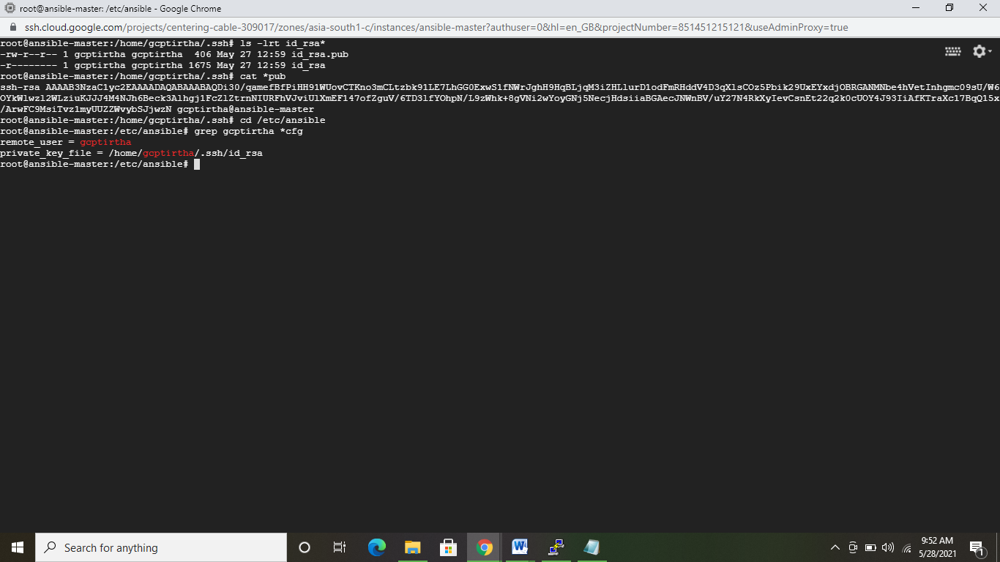 root@ansible-master: /etc/ansible - Google Chrome
ssh.cloud.google.com/projects/centering-cable-309017/zones/asia-south1-c/instances/ansible-master?authuser=0&hl=en_GB&projectNumber=851451215121&useAdminProxy=true
root@ansible-master:/home/gcptirtha/.ssh# ls -lrt id_rsa*
-rw-r--r-- 1 gcptirtha gcptirtha  406 May 27 12:59 id_rsa.pub
-r-------- 1 gcptirtha gcptirtha 1675 May 27 12:59 id_rsa
root@ansible-master:/home/gcptirtha/.ssh# cat *pub
ssh-rsa AAAAB3NzaC1yc2EAAAADAQABAAABAQDi30/qamefBfPiHH91WUovCTKno3mCLtzbk91LE7LhGG0ExwS1fNWrJghH9HqBLjqM3iZHLlurD1odFmRHddV4D3qXlsCOz5Pbik29UxEYxdjOBRGANMNbe4hVetInhgmc09sU/W6
OYkWlwzl2WLziuKJJJ4M4NJh6Beck3Alhgj1FcZlZtrnNIURFhVJviUlXmEF147ofZguV/6TD3lfYOhpN/L9zWhk+8gVNi2wYoyGNj5NecjHdsiiaBGAecJNWnBV/uY27N4RkXyIevCsnEt22q2k0cUOY4J93IiAfKTraXc17BqQ15x
/ArwFC9MsiTvz1myUUZZWvybSJjwzN gcptirtha@ansible-master
root@ansible-master:/home/gcptirtha/.ssh# cd /etc/ansible
root@ansible-master:/etc/ansible# grep gcptirtha *cfg
remote_user = gcptirtha
private_key_file = /home/gcptirtha/.ssh/id_rsa
root@ansible-master:/etc/ansible#
Search for anything
9:52 AM
5/28/2021
1